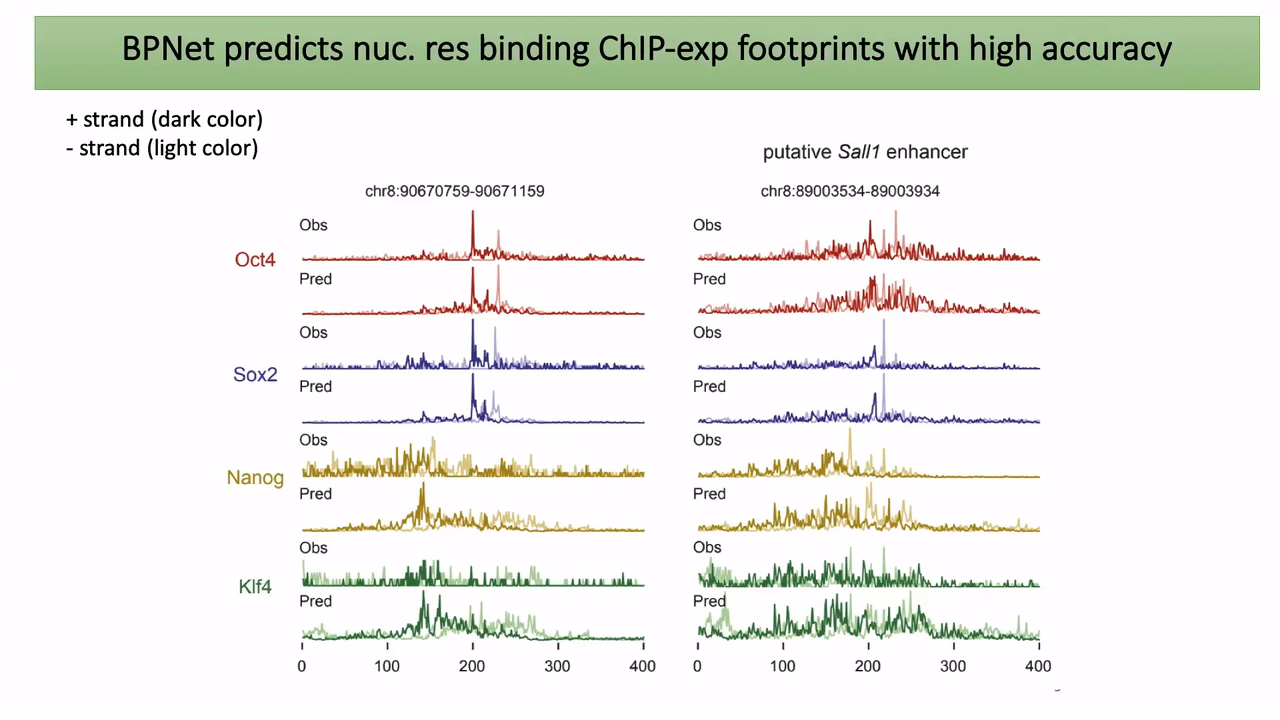 BPNet predicts nuc. res binding ChIP-exp footprints with high accuracy
+ strand (dark color)
- strand (light color)
putative Sall1 enhancer
chr8:90670759-90671159
chr8:89003534-89003934
Oct4
Obs
Obs
Pred
Pred
Sox2
Obs
Obs
Pred
Pred
Nanog
Obs
Obs
Pred
Pred
Klf4
Obs
Obs
Pred
Pred
0 100 200 300 400
0 100 200 300 400